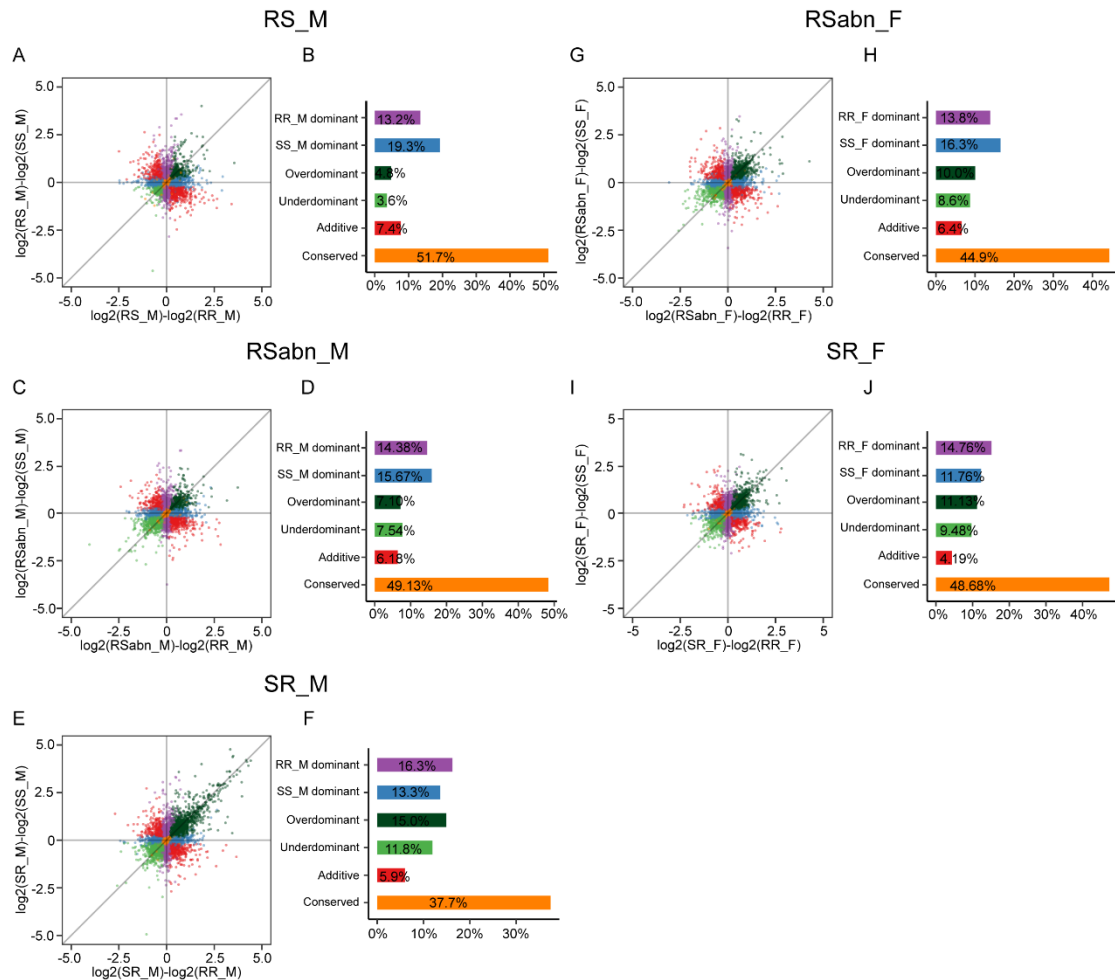 RS_M
RSabn_F
A
B
G
H
5.0
2.5
0
-2.5
-5.0
log2(RS_M)-log2(SS_M)
-5.0
-2.5
0
2.5
5.0
log2(RS_M)-log2(RR_M)
RR_M dominant
13.2%
SS_M dominant
19.3%
Overdominant
4.8%
Underdominant
3.6%
Additive
7.4%
Conserved
51.7%
0%
10%
20%
30%
40%
50%
5.0
2.5
0
-2.5
-5.0
log2(RSabn_F)-log2(SS_F)
-5.0
-2.5
0
2.5
5.0
log2(RSabn_F)-log2(RR_F)
RR_F dominant
13.8%
SS_F dominant
16.3%
Overdominant
10.0%
Underdominant
8.6%
Additive
6.4%
Conserved
44.9%
0%
10%
20%
30%
40%
RSabn_M
SR_F
C
D
I
J
5.0
2.5
0
-2.5
-5.0
log2(RSabn_M)-log2(SS_M)
-5.0
-2.5
0
2.5
5.0
log2(RSabn_M)-log2(RR_M)
RR_M dominant
14.38%
SS_M dominant
15.67%
Overdominant
7.10%
Underdominant
7.54%
Additive
6.18%
Conserved
49.13%
0%
10%
20%
30%
40%
50%
5
2.5
0
-2.5
-5
log2(SR_F)-log2(SS_F)
-5
-2.5
0
2.5
5
log2(SR_F)-log2(RR_F)
RR_F dominant
14.76%
SS_F dominant
11.76%
Overdominant
11.13%
Underdominant
9.48%
Additive
4.19%
Conserved
48.68%
0%
10%
20%
30%
40%
SR_M
E
F
5.0
2.5
0
-2.5
-5.0
log2(SR_M)-log2(SS_M)
-5.0
-2.5
0
2.5
5.0
log2(SR_M)-log2(RR_M)
RR_M dominant
16.3%
SS_M dominant
13.3%
Overdominant
15.0%
Underdominant
11.8%
Additive
5.9%
Conserved
37.7%
0%
10%
20%
30%